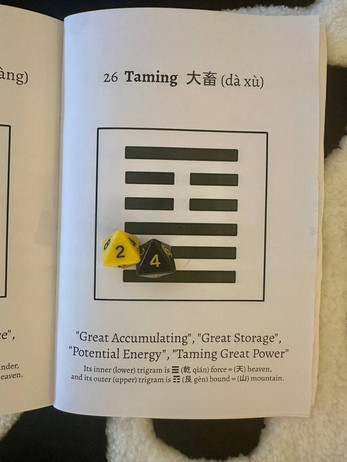 àng)
26 Taming 大畜 (dà xù)
2
4
"Great Accumulating", "Great Storage",
"Potential Energy", "Taming Great Power"
Its inner (lower) trigram is ☰ (乾 qián) force = (天) heaven,
and its outer (upper) trigram is ☶ (艮 gèn) bound = (山) mountain.
ce",
nder,
eaven.